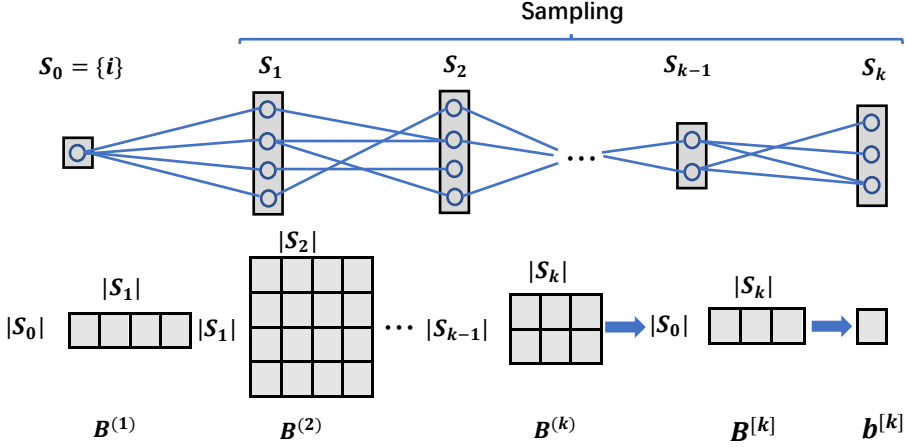 Sampling
S₀ = {i} S₁ S₂ Sₖ₋₁ Sₖ
...
|S₂|
|S₁| |Sₖ| |Sₖ|
|S₀| |S₁| ... |Sₖ₋₁| |S₀|
B⁽¹⁾ B⁽²⁾ B⁽ᵏ⁾ B^[k] b^[k]